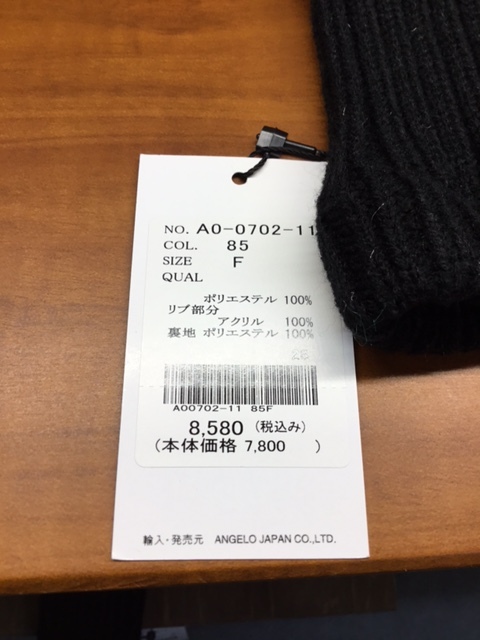 NO. A0-0702-11
COL. 85
SIZE F
QUAL
ポリエステル 100%
リブ部分
アクリル 100%
裏地 ポリエステル 100%
A00702-11 85F
8,580 (税込み)
(本体価格 7,800 )
輸入・発売元 ANGELO JAPAN CO.,LTD.